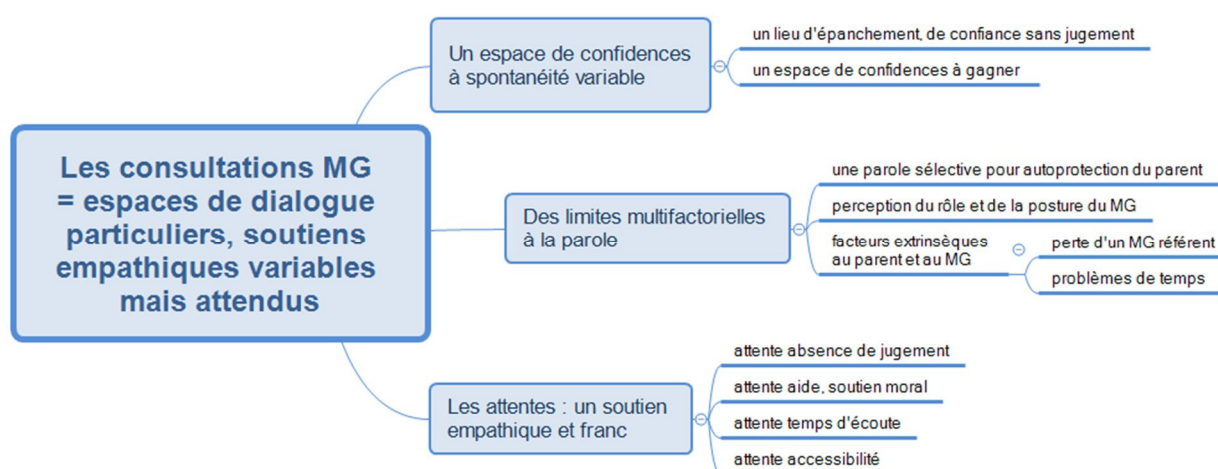 Les consultations MG
= espaces de dialogue
particuliers, soutiens
empathiques variables
mais attendus
Un espace de confidences
à spontanéité variable
un lieu d'épanchement, de confiance sans jugement
un espace de confidences à gagner
Des limites multifactorielles
à la parole
une parole sélective pour autoprotection du parent
perception du rôle et de la posture du MG
facteurs extrinsèques
au parent et au MG
perte d'un MG référent
problèmes de temps
Les attentes : un soutien
empathique et franc
attente absence de jugement
attente aide, soutien moral
attente temps d'écoute
attente accessibilité